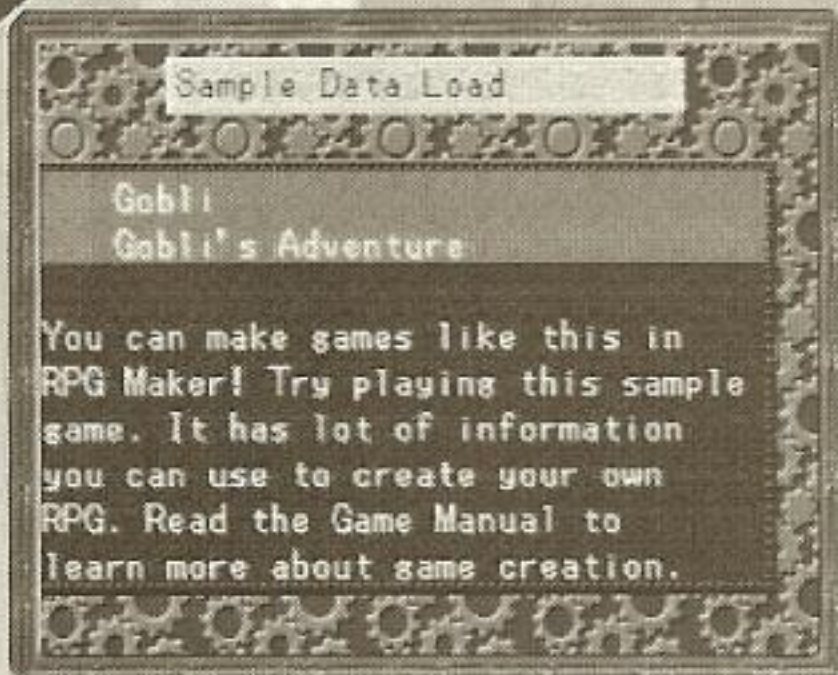 Sample Data Load
Gobli
Gobli's Adventure
You can make games like this in
RPG Maker! Try playing this sample
game. It has lot of information
you can use to create your own
RPG. Read the Game Manual to
learn more about game creation.